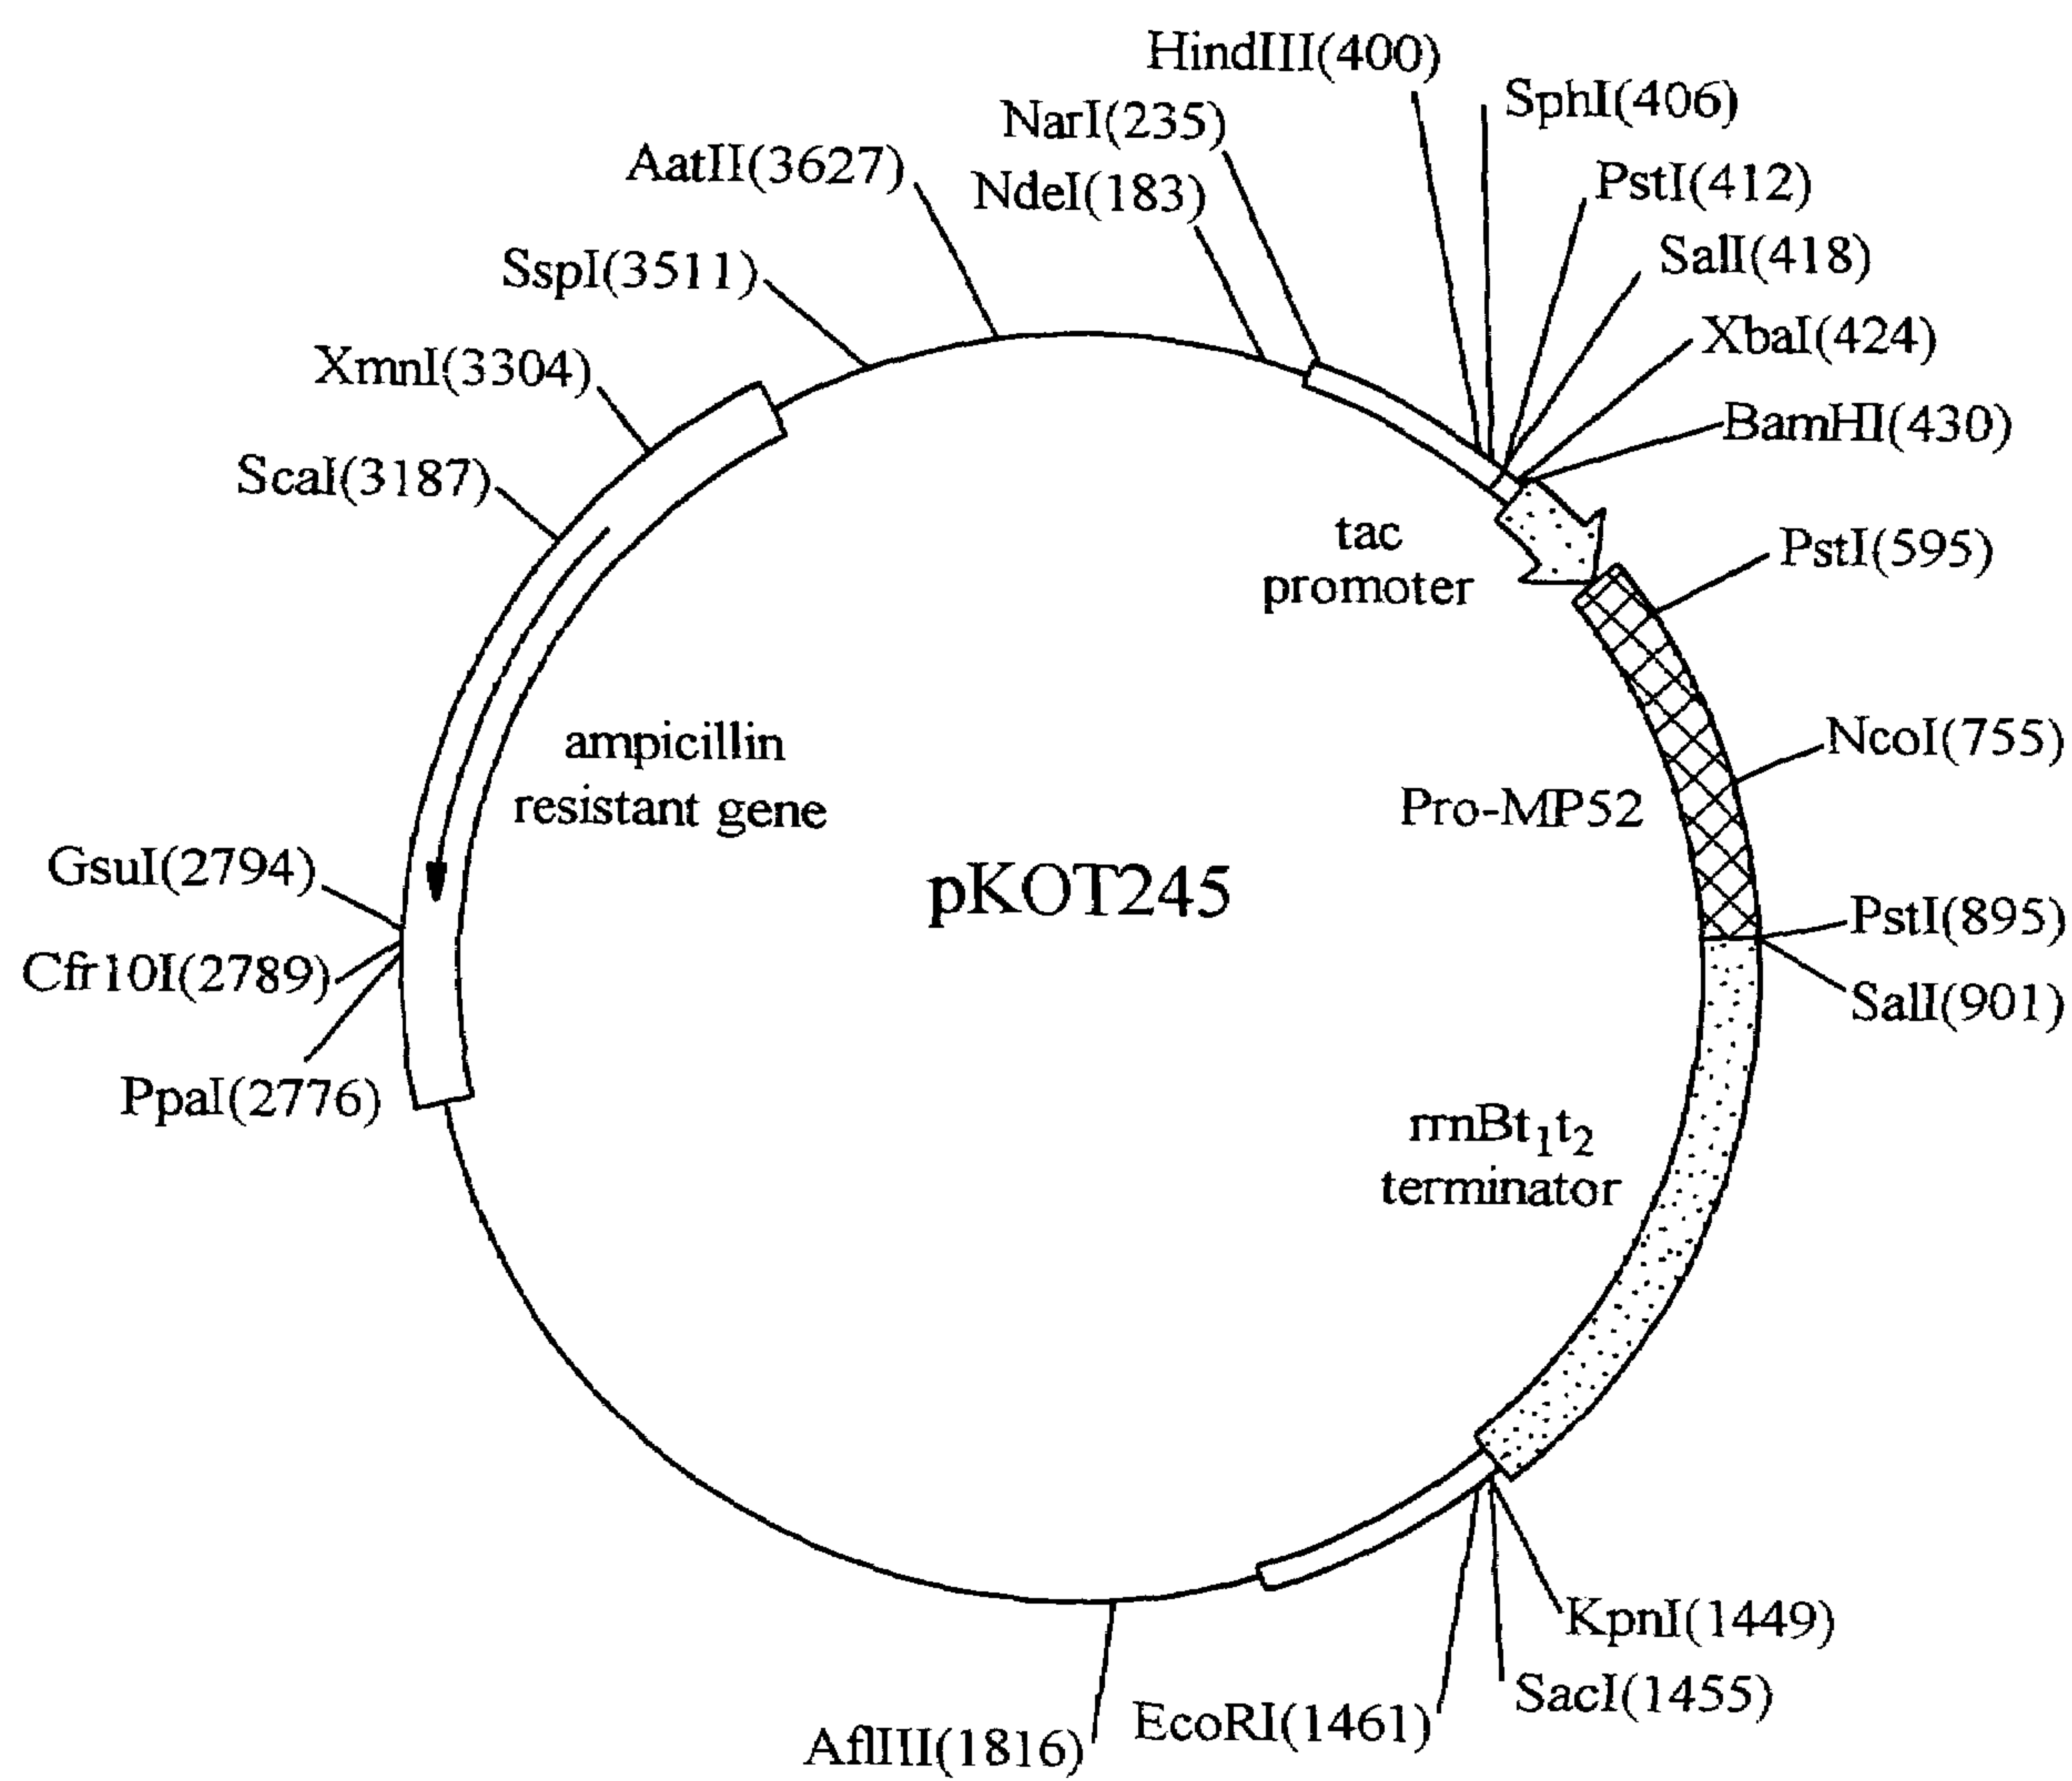 HindIII(400)
SphI(406)
NarI(235)
AatII(3627)
NdeI(183)
PstI(412)
SalI(418)
SspI(3511)
XbaI(424)
XmnI(3304)
BamHI(430)
ScaI(3187)
tac
promoter
PstI(595)
ampicillin
resistant gene
NcoI(755)
Pro-MP52
GsuI(2794)
pKOT245
PstI(895)
Cfr10I(2789)
SalI(901)
PpaI(2776)
rrnBt₁t₂
terminator
KpnI(1449)
SacI(1455)
EcoRI(1461)
AflIII(1816)